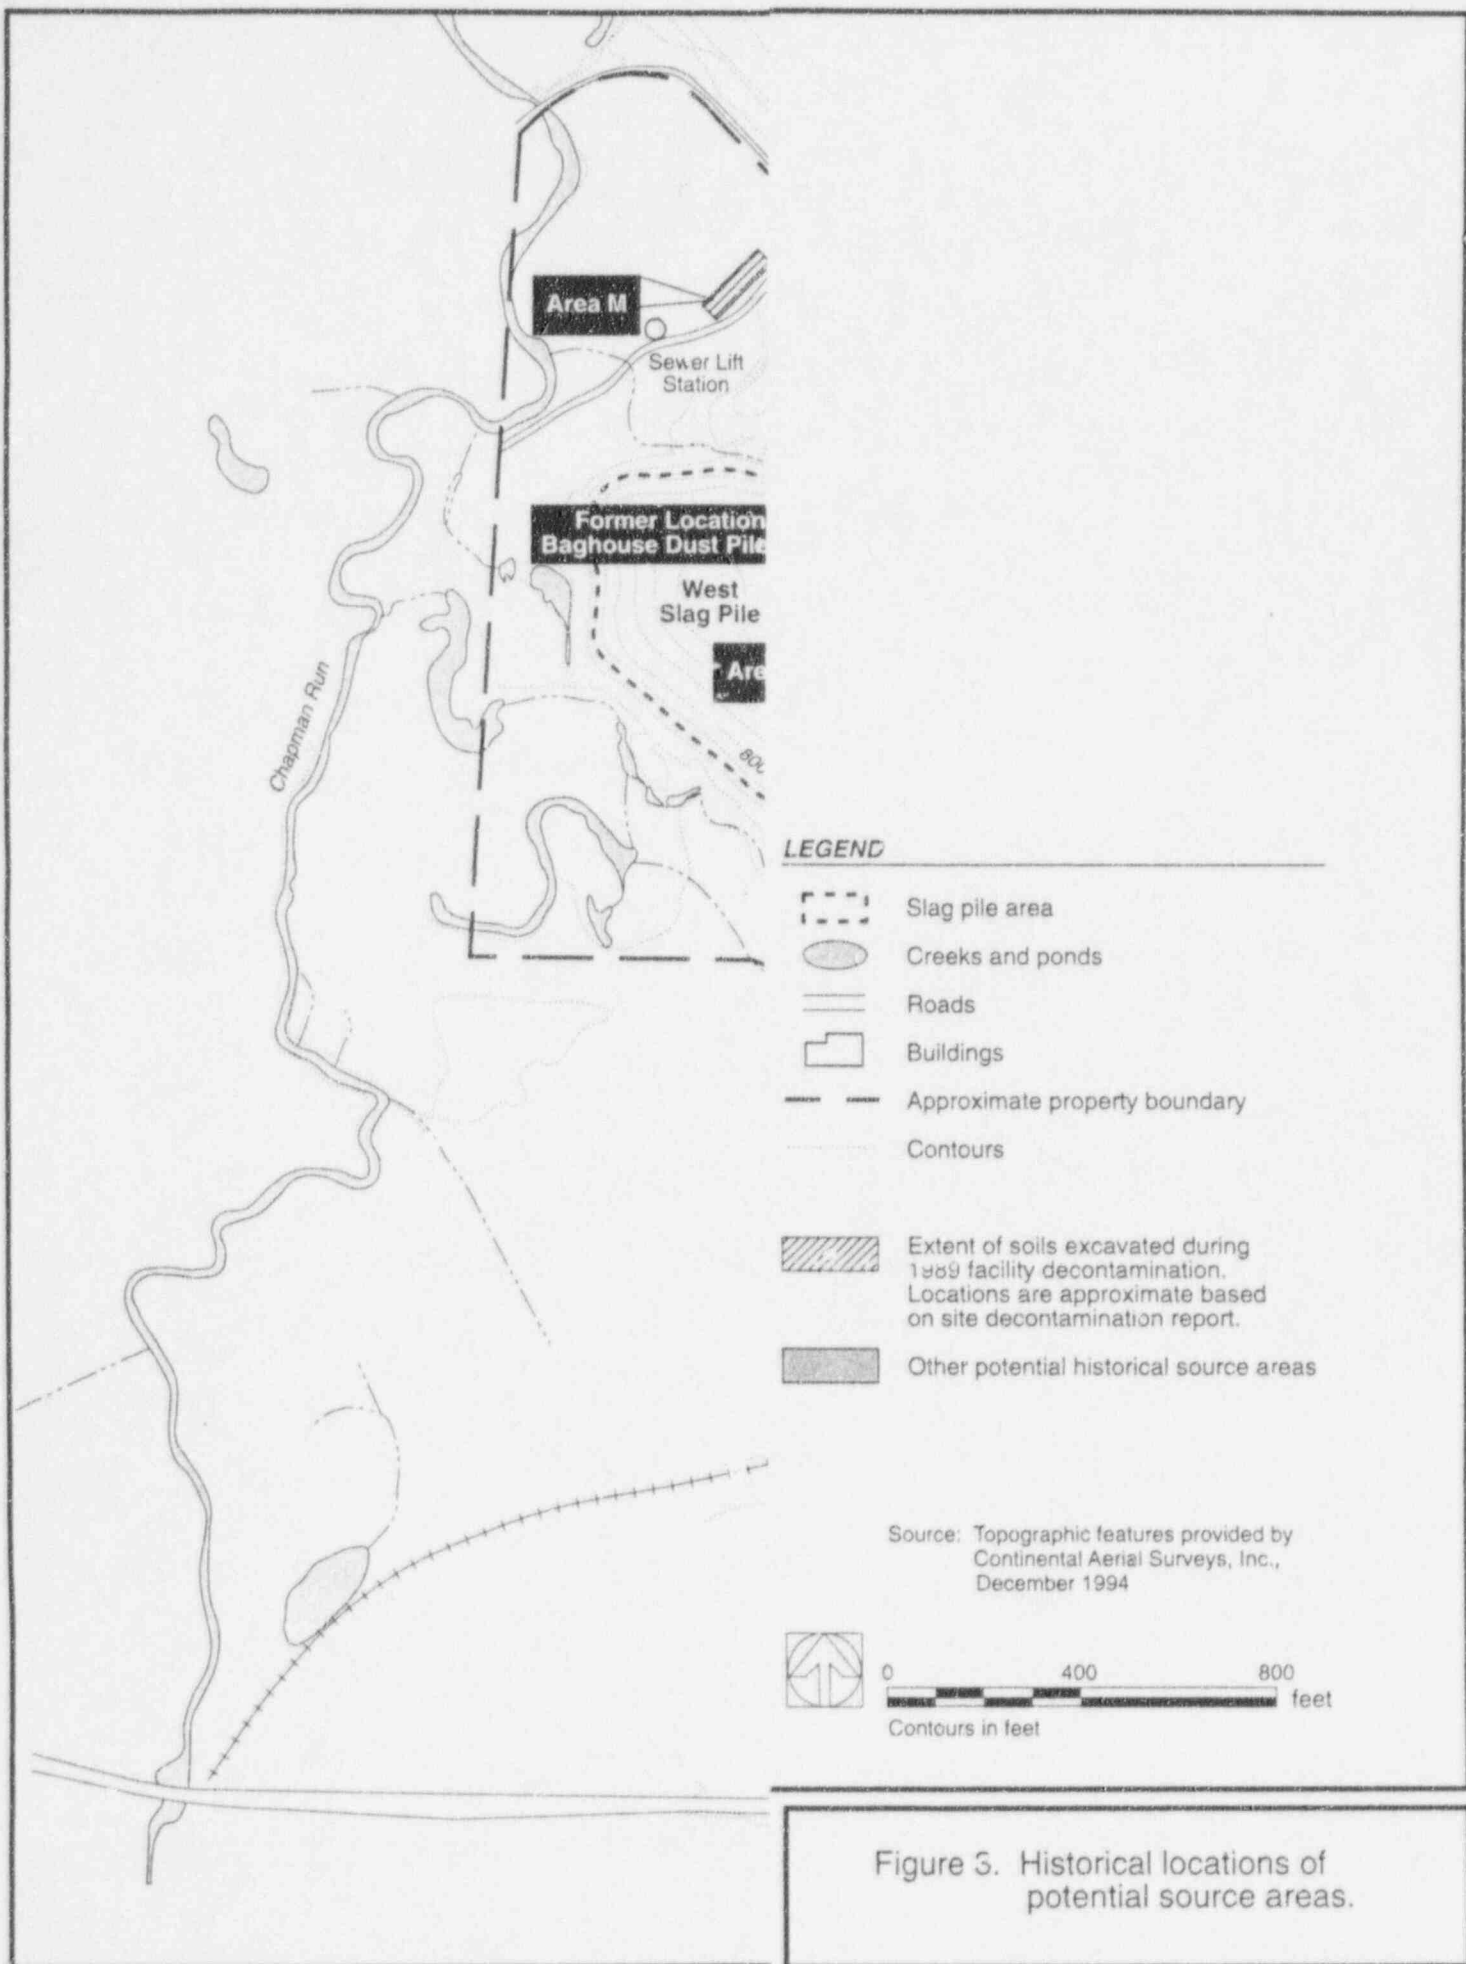 Area M
Sewer Lift
Station
Former Location
Baghouse Dust Pile
West
Slag Pile
Are
Chapman Run
LEGEND
Slag pile area
Creeks and ponds
Roads
Buildings
Approximate property boundary
Contours
Extent of soils excavated during
1989 facility decontamination.
Locations are approximate based
on site decontamination report.
Other potential historical source areas
Source: Topographic features provided by
Continental Aerial Surveys, Inc.,
December 1994
0 400 800
feet
Contours in feet
Figure 3. Historical locations of
potential source areas.